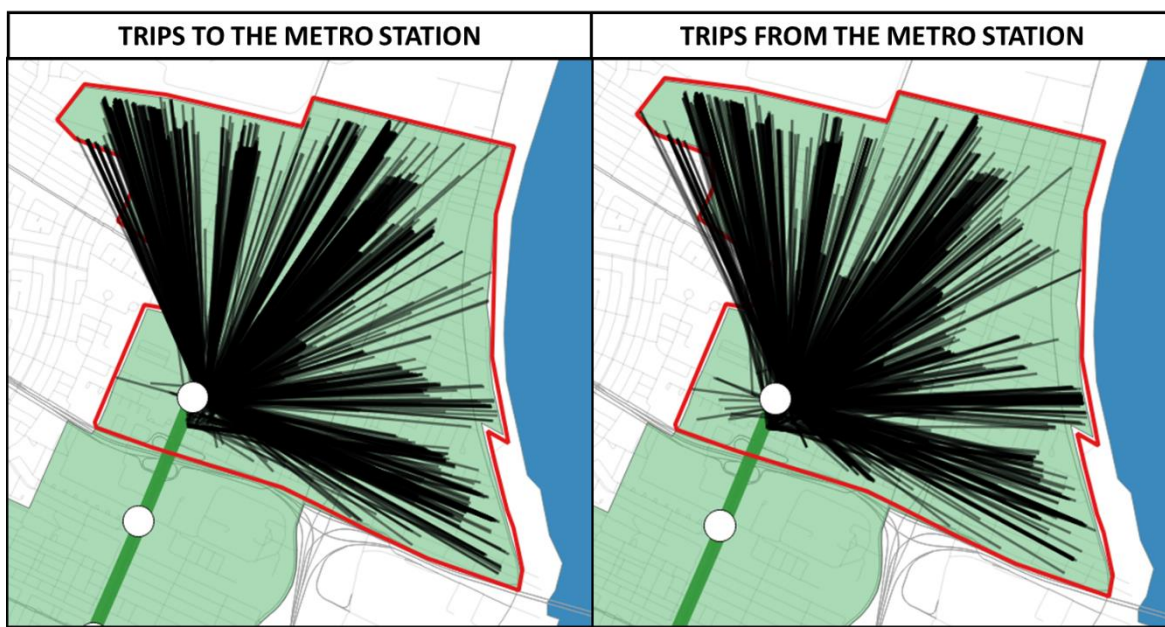 TRIPS TO THE METRO STATION
TRIPS FROM THE METRO STATION